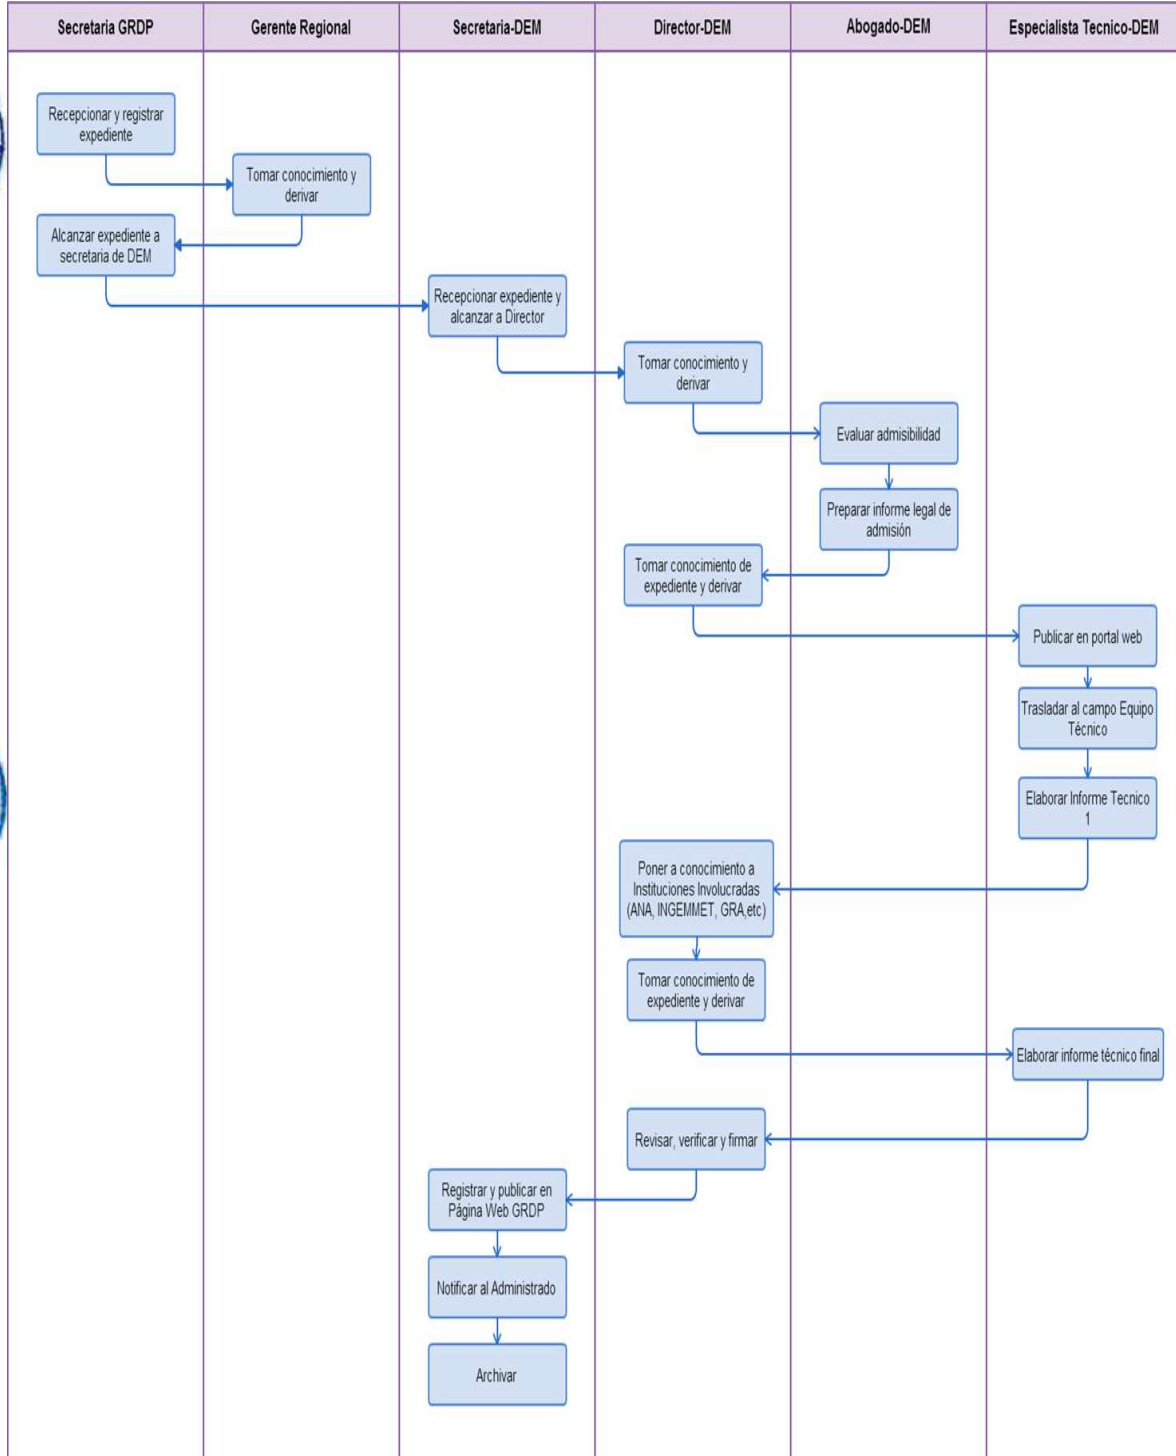 Secretaria GRDP
Gerente Regional
Secretaria-DEM
Director-DEM
Abogado-DEM
Especialista Tecnico-DEM
Recepcionar y registrar
expediente
Tomar conocimiento y
derivar
Alcanzar expediente a
secretaria de DEM
Recepcionar expediente y
alcanzar a Director
Tomar conocimiento y
derivar
Evaluar admisibilidad
Preparar informe legal de
admisión
Tomar conocimiento de
expediente y derivar
Publicar en portal web
Trasladar al campo Equipo
Técnico
Elaborar Informe Tecnico
1
Poner a conocimiento a
Instituciones Involucradas
(ANA, INGEMMET, GRA,etc)
Tomar conocimiento de
expediente y derivar
Elaborar informe técnico final
Revisar, verificar y firmar
Registrar y publicar en
Página Web GRDP
Notificar al Administrado
Archivar